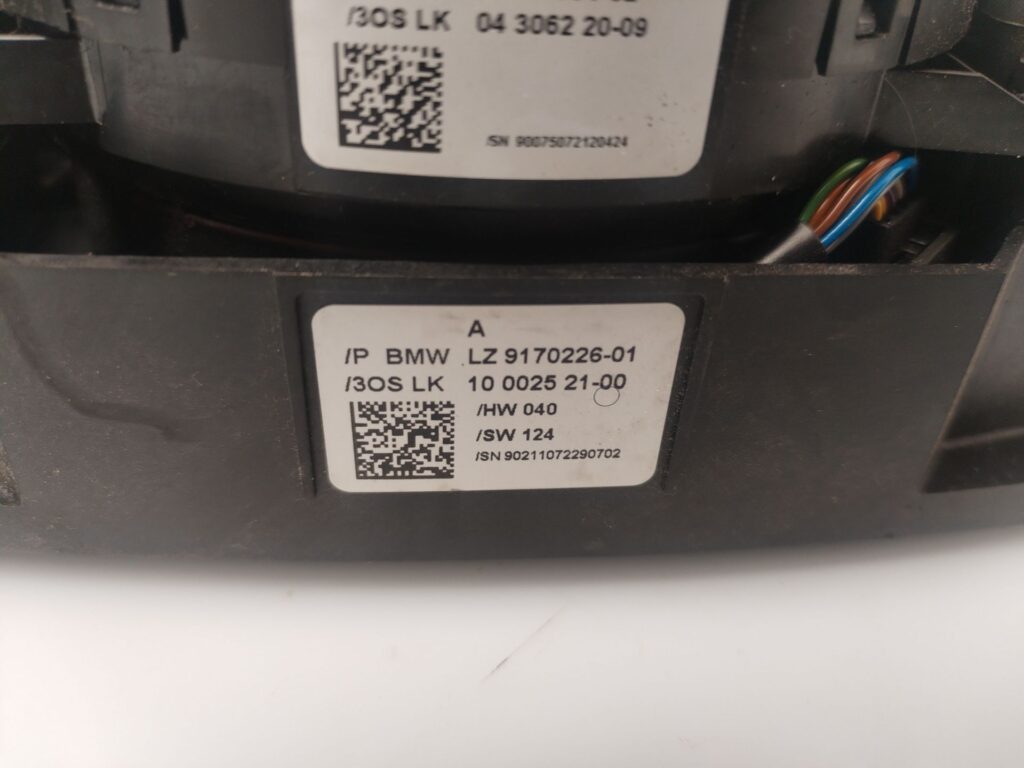 /3OS LK 04 3062 20-09
/SN 90075072120424
A
/P BMW LZ 9170226-01
/3OS LK 10 0025 21-00
/HW 040
/SW 124
/SN 90211072290702